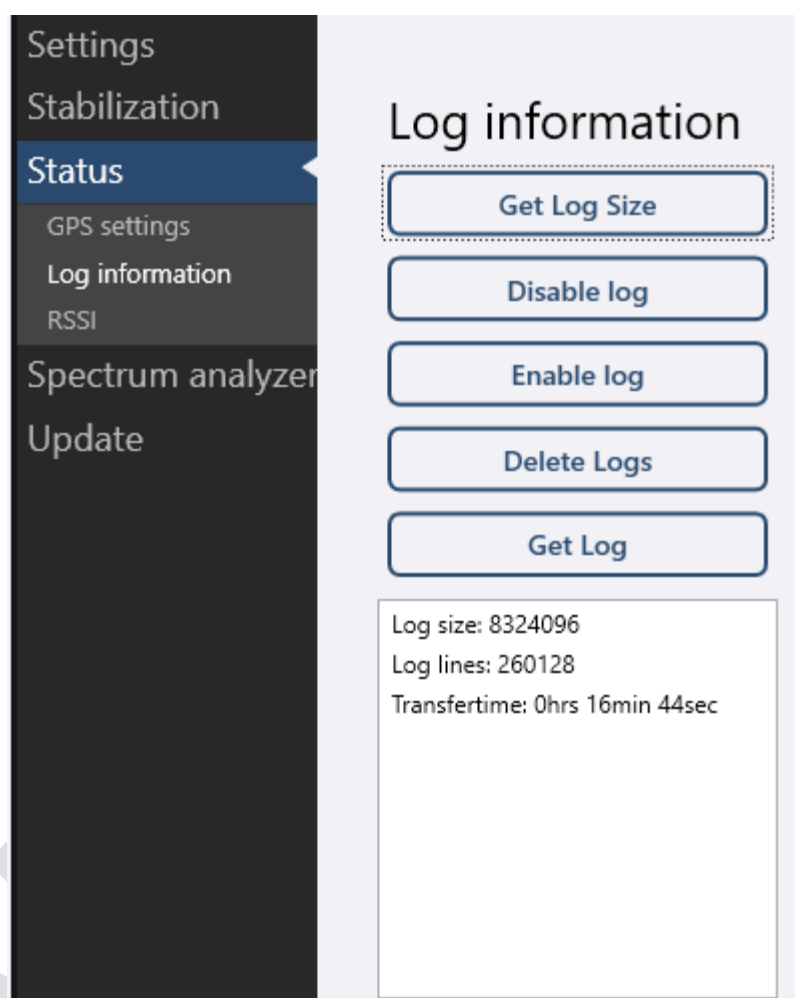 Settings
Stabilization
Status
GPS settings
Log information
RSSI
Spectrum analyzer
Update
Log information
Get Log Size
Disable log
Enable log
Delete Logs
Get Log
Log size: 8324096
Log lines: 260128
Transfertime: 0hrs 16min 44sec